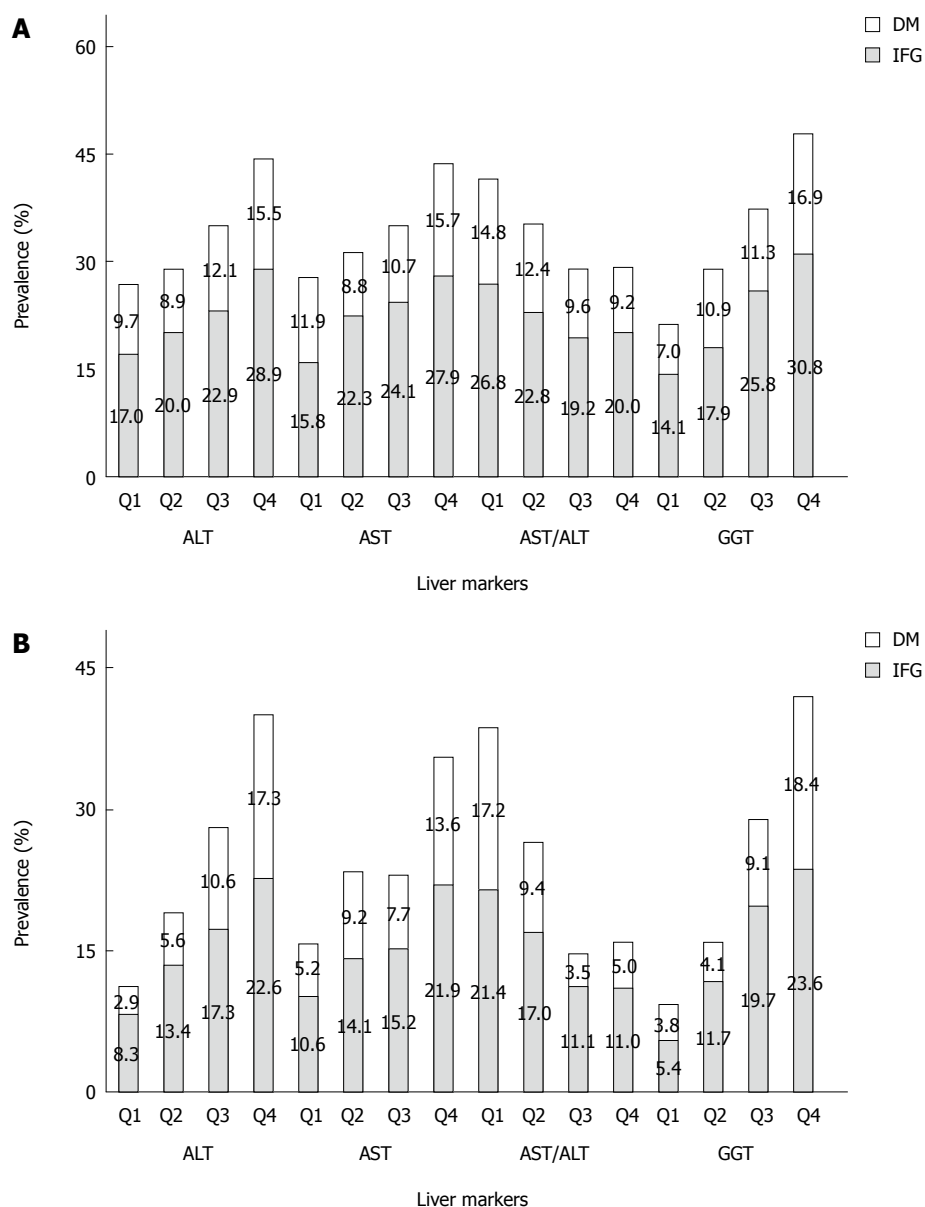 A
DM
IFG
60
45
30
15
0
Prevalence (%)
9.7 8.9 12.1 15.5 11.9 8.8 10.7 15.7 14.8 12.4 9.6 9.2 7.0 10.9 11.3 16.9
17.0 20.0 22.9 28.9 15.8 22.3 24.1 27.9 26.8 22.8 19.2 20.0 14.1 17.9 25.8 30.8
Q1 Q2 Q3 Q4 Q1 Q2 Q3 Q4 Q1 Q2 Q3 Q4 Q1 Q2 Q3 Q4
ALT AST AST/ALT GGT
Liver markers
B
DM
IFG
45
30
15
0
Prevalence (%)
2.9 5.6 10.6 17.3 5.2 9.2 7.7 13.6 17.2 9.4 3.5 5.0 3.8 4.1 9.1 18.4
8.3 13.4 17.3 22.6 10.6 14.1 15.2 21.9 21.4 17.0 11.1 11.0 5.4 11.7 19.7 23.6
Q1 Q2 Q3 Q4 Q1 Q2 Q3 Q4 Q1 Q2 Q3 Q4 Q1 Q2 Q3 Q4
ALT AST AST/ALT GGT
Liver markers